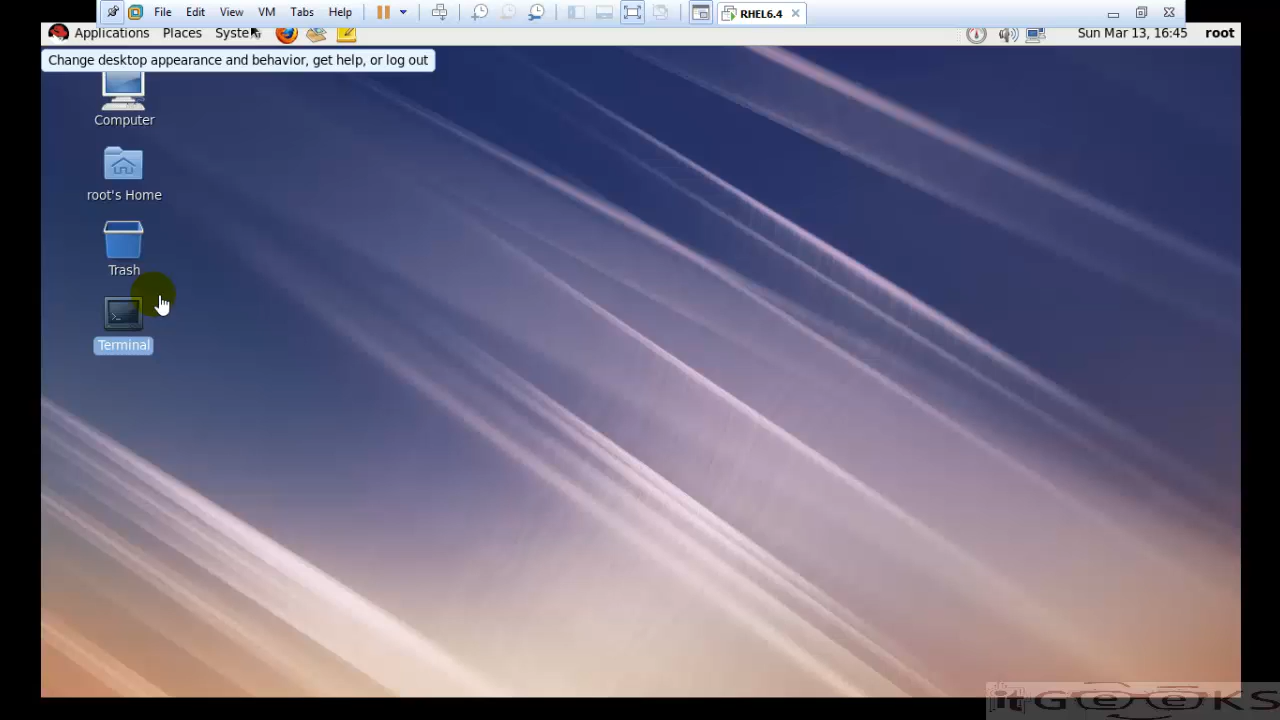 File Edit View VM Tabs Help
RHEL6.4
Applications Places System
Sun Mar 13, 16:45 root
Change desktop appearance and behavior, get help, or log out
Computer
root's Home
Trash
Terminal
itGeeKS